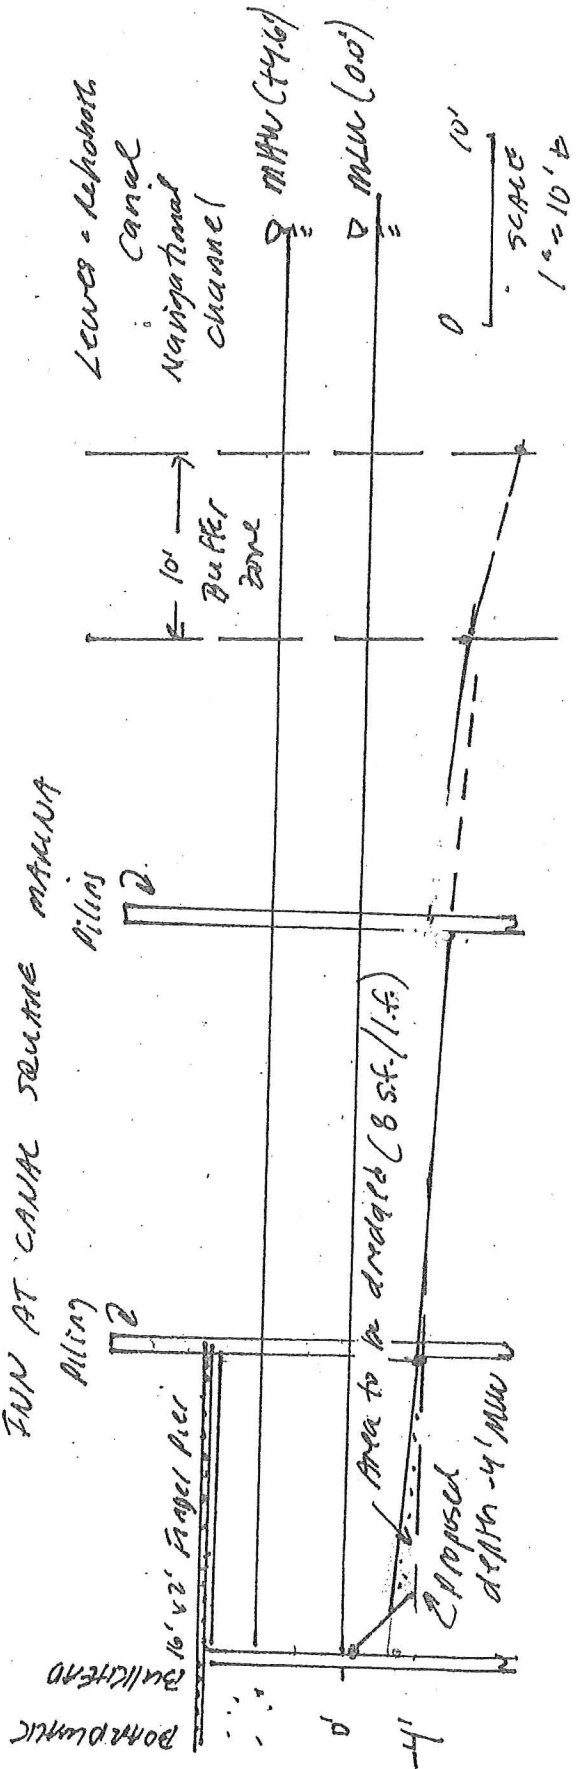 INN AT CANAL SQUARE MARINA
Lewes - Rehoboth
Canal
Navigational
Channel
Piling
Piling
← 10' →
Buffer
Zone
MHW (+4.6')
MLW (0.0')
BOARDWALK
BULKHEAD
16' x 2' Finger Pier
0'
-4'
Area to be dredged (8 s.f./l.f.)
Proposed
depth -4' MLW
0 10'
SCALE
1" = 10' ±